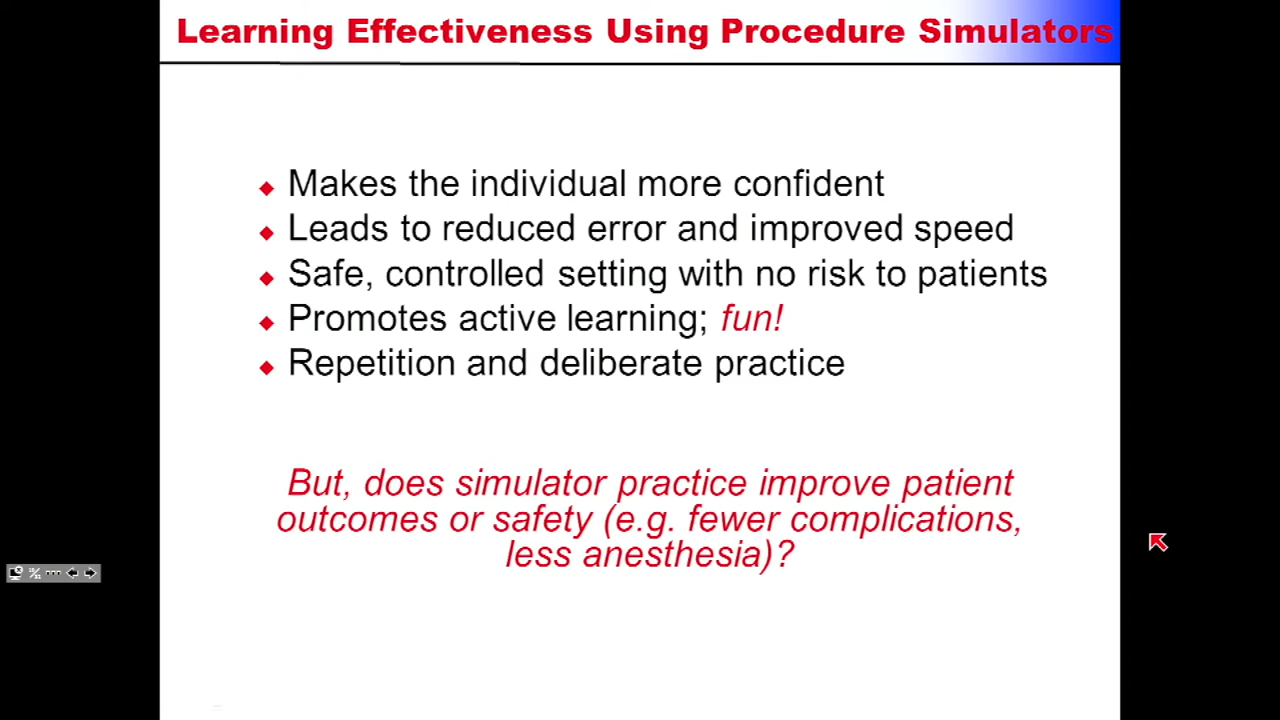 Learning Effectiveness Using Procedure Simulators
Makes the individual more confident
Leads to reduced error and improved speed
Safe, controlled setting with no risk to patients
Promotes active learning; fun!
Repetition and deliberate practice
But, does simulator practice improve patient
outcomes or safety (e.g. fewer complications,
less anesthesia)?